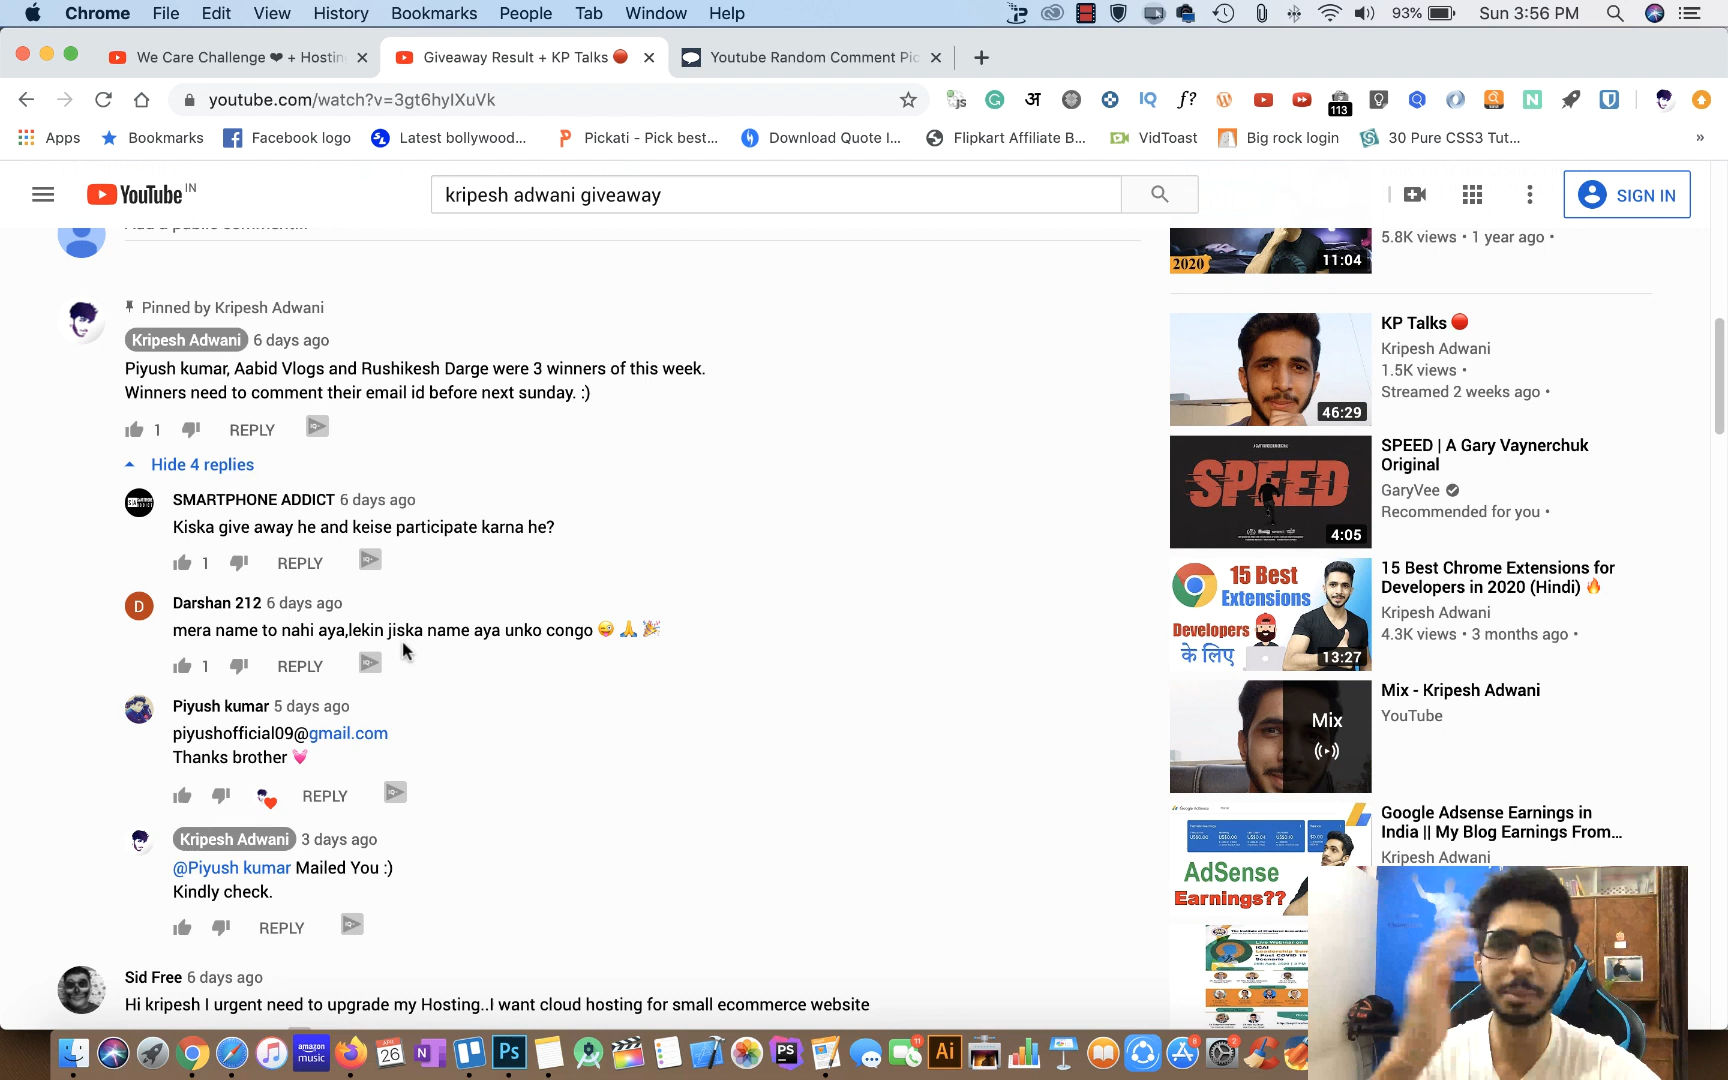 Chrome File Edit View History Bookmarks People Tab Window Help 93% Sun 3:56 PM
We Care Challenge ❤ + Hostin Giveaway Result + KP Talks 🔴 Youtube Random Comment Pic
youtube.com/watch?v=3gt6hyIXuVk
113
Apps Bookmarks Facebook logo Latest bollywood... Pickati - Pick best... Download Quote I... Flipkart Affiliate B... VidToast Big rock login 30 Pure CSS3 Tut... »
YouTube IN kripesh adwani giveaway SIGN IN
5.8K views • 1 year ago •
2020 11:04
Pinned by Kripesh Adwani
Kripesh Adwani 6 days ago
Piyush kumar, Aabid Vlogs and Rushikesh Darge were 3 winners of this week.
Winners need to comment their email id before next sunday. :)
1 REPLY
Hide 4 replies
SMARTPHONE ADDICT 6 days ago
Kiska give away he and keise participate karna he?
1 REPLY
D Darshan 212 6 days ago
mera name to nahi aya,lekin jiska name aya unko congo 😜 🙏 🎉
1 REPLY
Piyush kumar 5 days ago
piyushofficial09@gmail.com
Thanks brother 💓
REPLY
Kripesh Adwani 3 days ago
@Piyush kumar Mailed You :)
Kindly check.
REPLY
Sid Free 6 days ago
Hi kripesh I urgent need to upgrade my Hosting..I want cloud hosting for small ecommerce website
KP Talks 🔴
Kripesh Adwani
1.5K views •
Streamed 2 weeks ago •
46:29
SPEED | A Gary Vaynerchuk
Original
GaryVee
Recommended for you •
SPEED
4:05
15 Best Chrome Extensions for
Developers in 2020 (Hindi) 🔥
Kripesh Adwani
4.3K views • 3 months ago •
15 Best
Extensions
Developers
के लिए
13:27
Mix - Kripesh Adwani
YouTube
Mix
Google Adsense Earnings in
India || My Blog Earnings From...
Kripesh Adwani
AdSense
Earnings??
amazon
music
APR
26
Ps
PS
11
Ai
8
2